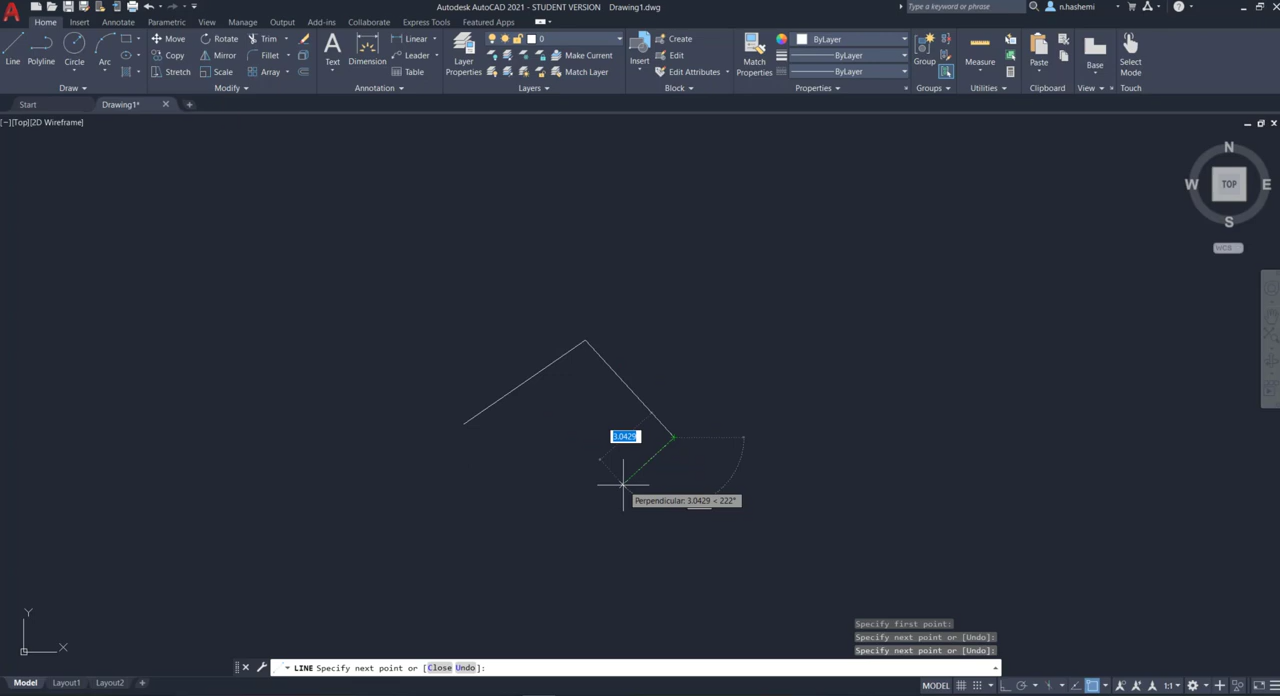 Autodesk AutoCAD 2021 - STUDENT VERSION Drawing1.dwg
Type a keyword or phrase
n.hashemi
Home Insert Annotate Parametric View Manage Output Add-ins Collaborate Express Tools Featured Apps
Line Polyline Circle Arc
Move Rotate Trim
Copy Mirror Fillet
Stretch Scale Array
Text Dimension
Linear
Leader
Table
Layer Properties
0
Make Current
Match Layer
Insert
Create
Edit
Edit Attributes
Match Properties
ByLayer
ByLayer
ByLayer
Group
Measure
Paste
Base
Select Mode
Draw Modify Annotation Layers Block Properties Groups Utilities Clipboard View Touch
Start Drawing1*
[−][Top][2D Wireframe]
N
W TOP E
S
WCS
3.0429
Perpendicular: 3.0429 < 222°
Y
X
Specify first point:
Specify next point or [Undo]:
Specify next point or [Undo]:
LINE Specify next point or [Close Undo]:
Model Layout1 Layout2
MODEL 1:1